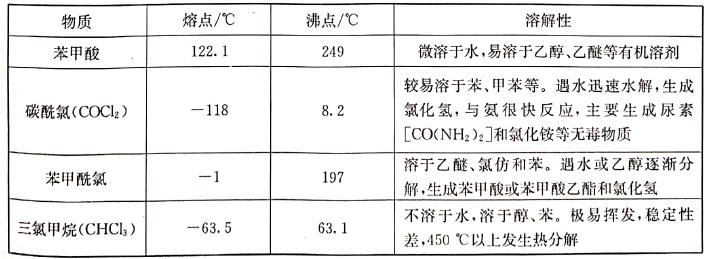 物质 熔点/℃ 沸点/℃ 溶解性
苯甲酸 122.1 249 微溶于水,易溶于乙醇、乙醚等有机溶剂
碳酰氯(COCl₂) −118 8.2 较易溶于苯、甲苯等。遇水迅速水解,生成
氯化氢,与氨很快反应,主要生成尿素
[CO(NH₂)₂]和氯化铵等无毒物质
苯甲酰氯 −1 197 溶于乙醚、氯仿和苯。遇水或乙醇逐渐分
解,生成苯甲酸或苯甲酸乙酯和氯化氢
三氯甲烷(CHCl₃) −63.5 63.1 不溶于水,溶于醇、苯。极易挥发,稳定性
差,450 ℃以上发生热分解